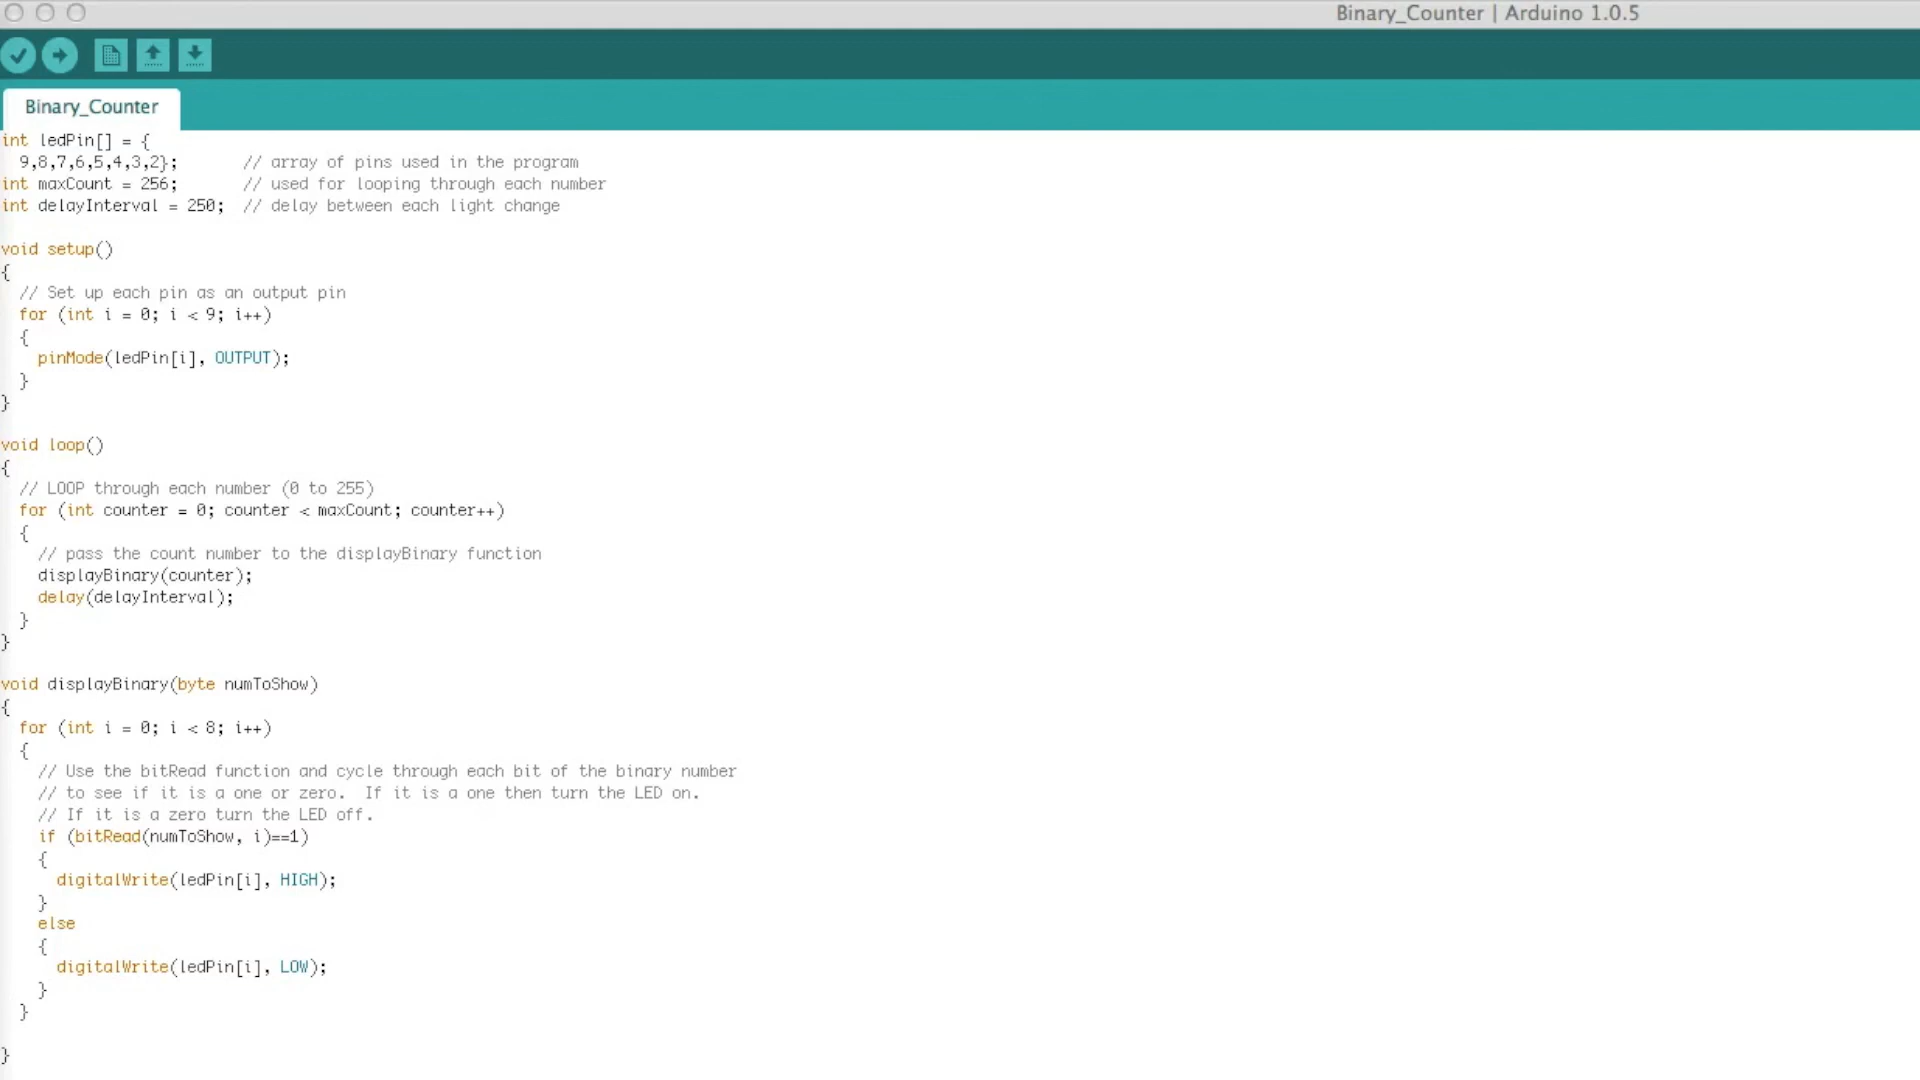 Binary_Counter | Arduino 1.0.5
Binary_Counter
int ledPin[] = {
  9,8,7,6,5,4,3,2};       // array of pins used in the program
int maxCount = 256;       // used for looping through each number
int delayInterval = 250;  // delay between each light change

void setup()
{
  // Set up each pin as an output pin
  for (int i = 0; i < 9; i++)
  {
    pinMode(ledPin[i], OUTPUT);
  }
}

void loop()
{
  // LOOP through each number (0 to 255)
  for (int counter = 0; counter < maxCount; counter++)
  {
    // pass the count number to the displayBinary function
    displayBinary(counter);
    delay(delayInterval);
  }
}

void displayBinary(byte numToShow)
{
  for (int i = 0; i < 8; i++)
  {
    // Use the bitRead function and cycle through each bit of the binary number
    // to see if it is a one or zero.  If it is a one then turn the LED on.
    // If it is a zero turn the LED off.
    if (bitRead(numToShow, i)==1)
    {
      digitalWrite(ledPin[i], HIGH);
    }
    else
    {
      digitalWrite(ledPin[i], LOW);
    }
  }

}